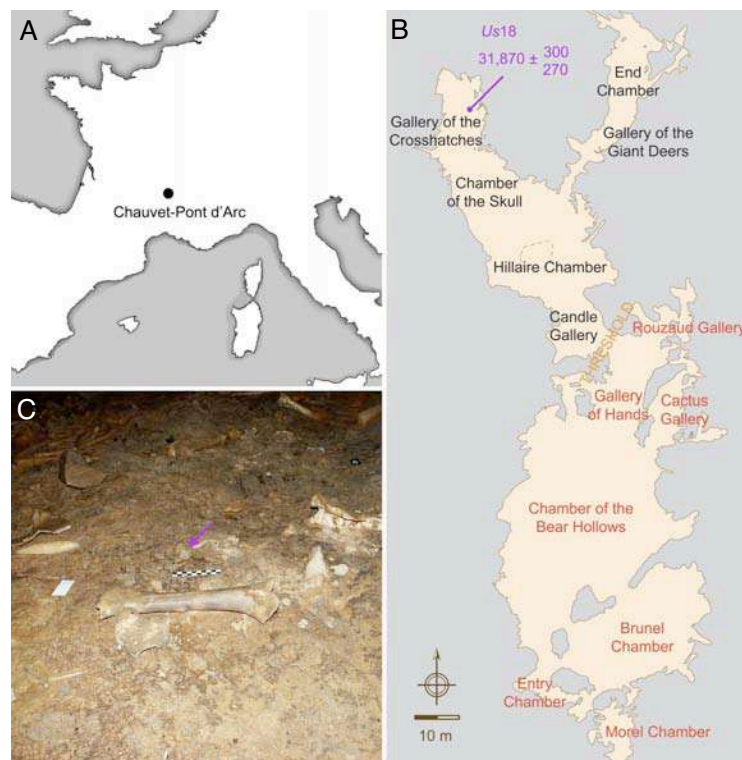 A
Chauvet-Pont d'Arc
B
Us18
31,870 ± 300
270
End
Chamber
Gallery of the
Crosshatches
Gallery of the
Giant Deers
Chamber
of the Skull
Hillaire Chamber
Candle
Gallery
THRESHOLD
Rouzaud Gallery
Gallery
of Hands
Cactus
Gallery
Chamber of the
Bear Hollows
Brunel
Chamber
Entry
Chamber
Morel Chamber
10 m
C